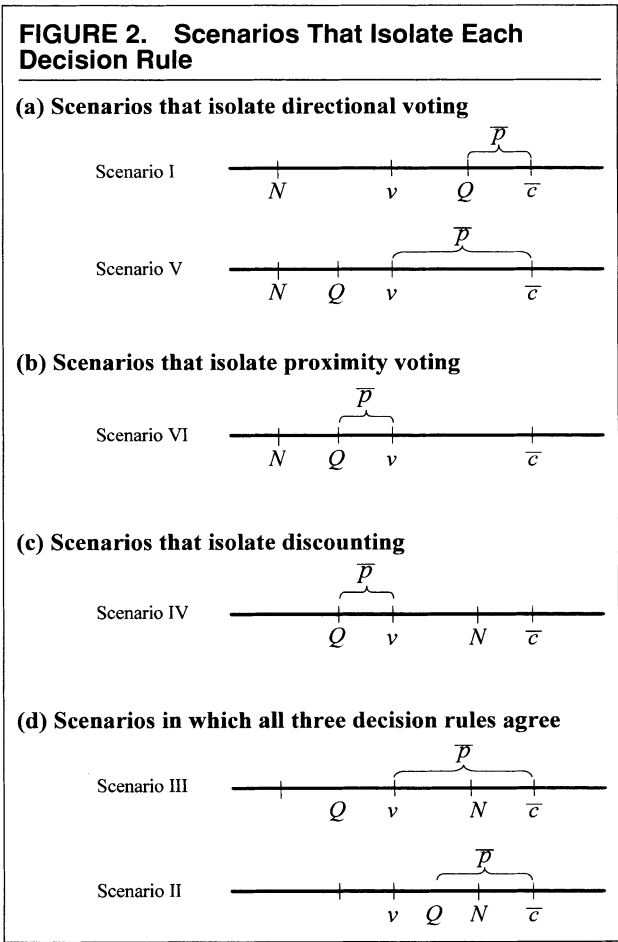 FIGURE 2. Scenarios That Isolate Each
Decision Rule
(a) Scenarios that isolate directional voting
p̅
Scenario I
N v Q c̅
p̅
Scenario V
N Q v c̅
(b) Scenarios that isolate proximity voting
p̅
Scenario VI
N Q v c̅
(c) Scenarios that isolate discounting
p̅
Scenario IV
Q v N c̅
(d) Scenarios in which all three decision rules agree
p̅
Scenario III
Q v N c̅
p̅
Scenario II
v Q N c̅